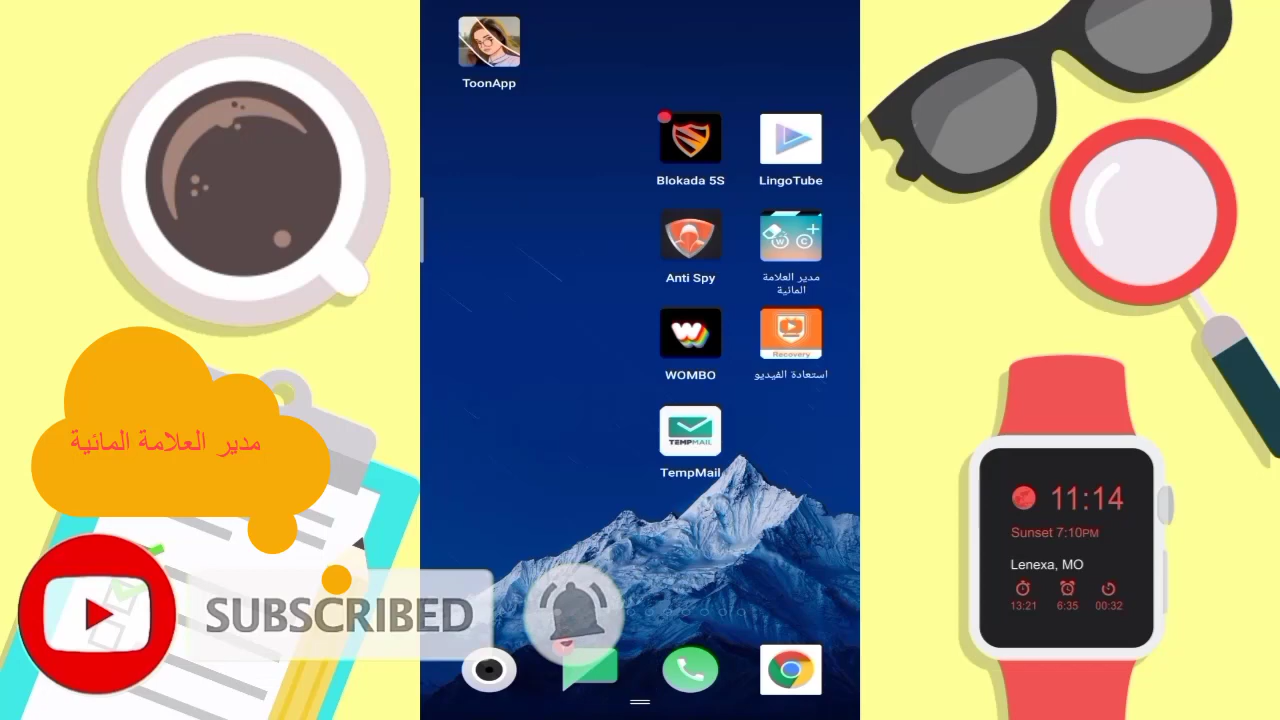 ToonApp
Blokada 5S
LingoTube
Anti Spy
مدير العلامة
المائية
WOMBO
Recovery
استعادة الفيديو
TEMPMAIL
TempMail
مدير العلامة المائية
SUBSCRIBED
11:14
Sunset 7:10PM
Lenexa, MO
13:21 6:35 00:32